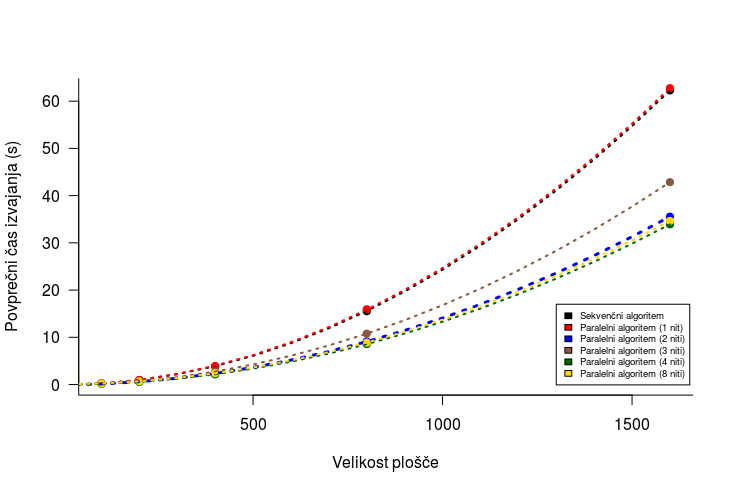 60
50
40
30
20
10
0
Povprečni čas izvajanja (s)
500
1000
1500
Velikost plošče
Sekvenčni algoritem
Paralelni algoritem (1 nit)
Paralelni algoritem (2 niti)
Paralelni algoritem (3 niti)
Paralelni algoritem (4 niti)
Paralelni algoritem (8 niti)